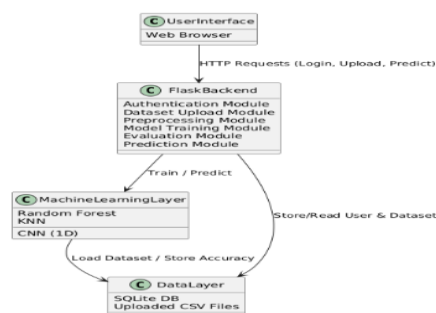 C UserInterface
Web Browser
HTTP Requests (Login, Upload, Predict)
C FlaskBackend
Authentication Module
Dataset Upload Module
Preprocessing Module
Model Training Module
Evaluation Module
Prediction Module
Train / Predict
C MachineLearningLayer
Random Forest
KNN
CNN (1D)
Store/Read User & Dataset
Load Dataset / Store Accuracy
C DataLayer
SQLite DB
Uploaded CSV Files